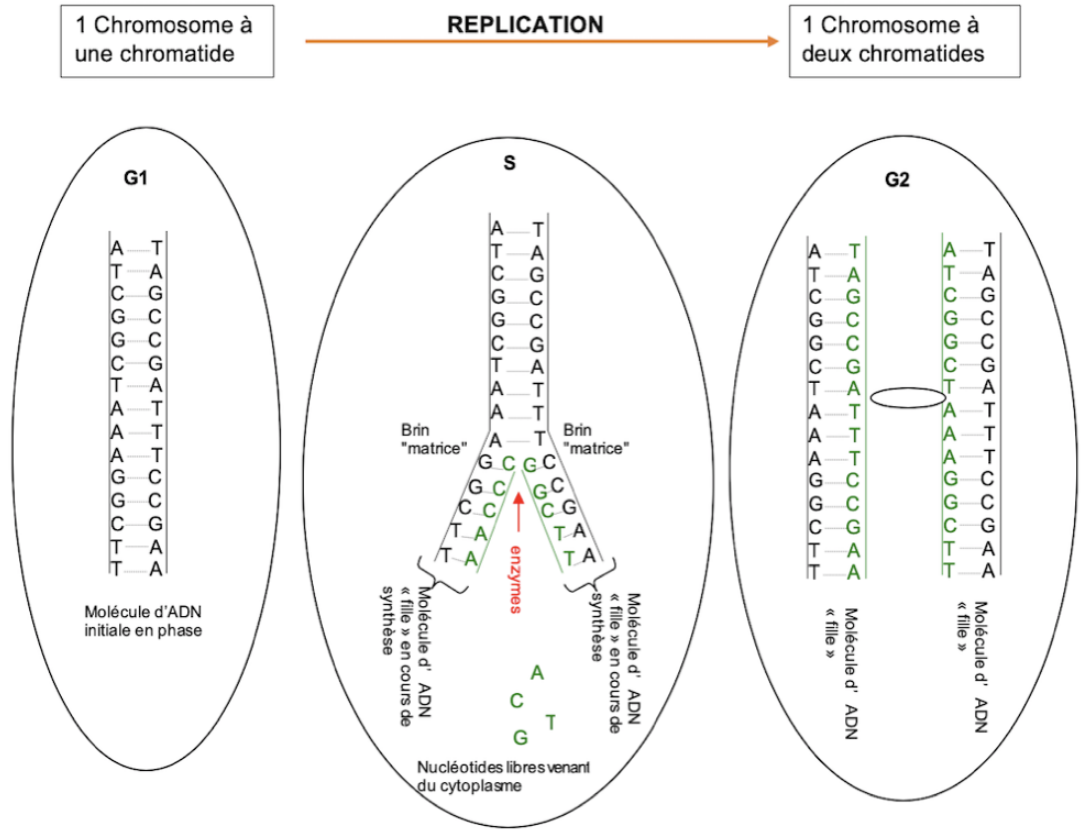 1 Chromosome à
une chromatide
REPLICATION
1 Chromosome à
deux chromatides
G1
A T
T A
C G
G C
G C
C G
T A
A T
A T
A T
G C
G C
C G
T A
T A
Molécule d'ADN
initiale en phase
S
A T
T A
C G
G C
G C
C G
T A
A T
A T
A T
Brin
"matrice"
Brin
"matrice"
G C G C
G C G C
C C C G
T A T A
T A T A
enzymes
Molécule d' ADN
« fille » en cours de
synthèse
Molécule d' ADN
« fille » en cours de
synthèse
A
C
T
G
Nucléotides libres venant
du cytoplasme
G2
A T A T
T A T A
C G C G
G C G C
G C G C
C G C G
T A T A
A T A T
A T A T
A T A T
G C G C
G C G C
C G C G
T A T A
T A T A
Molécule d' ADN
« fille »
Molécule d' ADN
« fille »